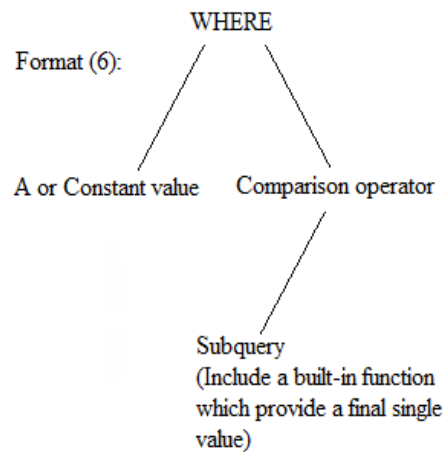 WHERE
Format (6):
A or Constant value
Comparison operator
Subquery
(Include a built-in function
which provide a final single
value)